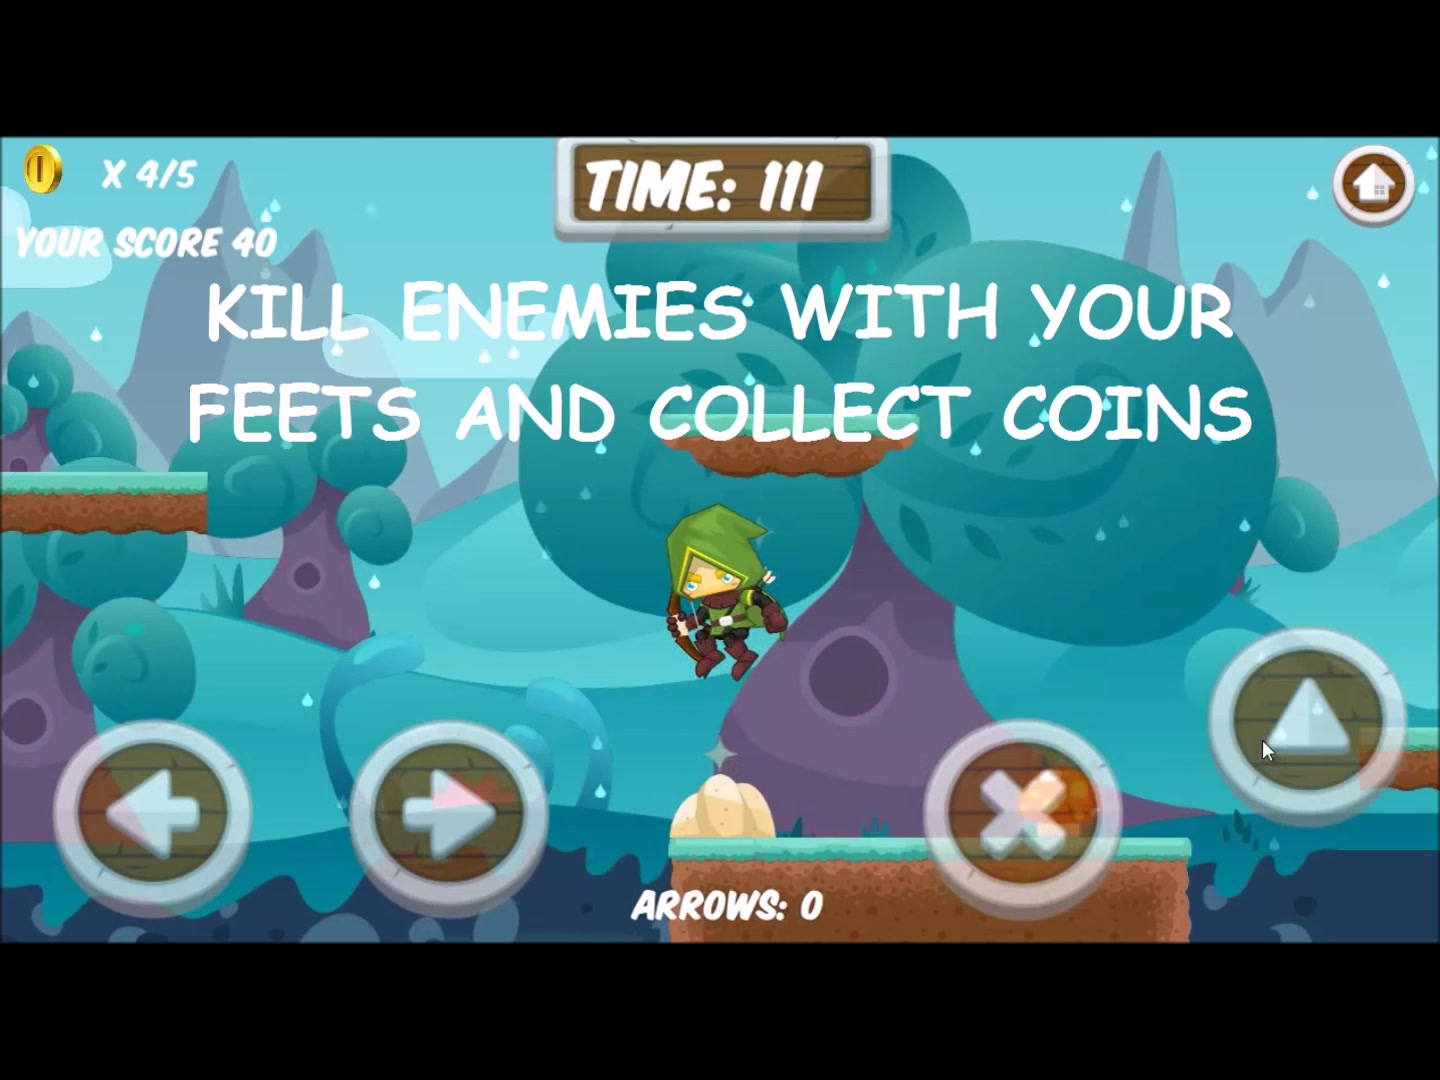 X 4/5
TIME: 111
YOUR SCORE 40
KILL ENEMIES WITH YOUR
FEETS AND COLLECT COINS
ARROWS: 0